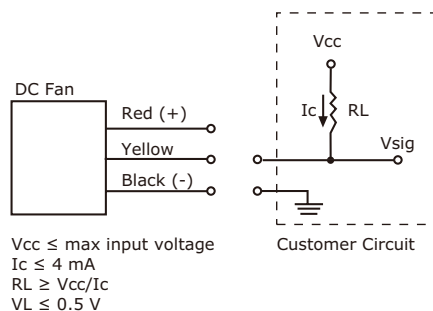 Vcc
DC Fan
Red (+)
Ic
RL
Yellow
Vsig
Black (-)
Vcc ≤ max input voltage
Customer Circuit
Ic ≤ 4 mA
RL ≥ Vcc/Ic
VL ≤ 0.5 V